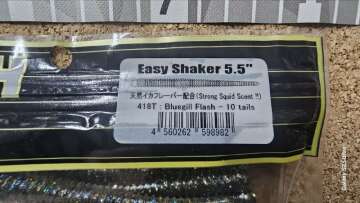 Easy Shaker 5.5"
天然イカフレーバー配合(Strong Squid Scent !!)
418T : Bluegill Flash - 10 tails
4 560262 598982
H